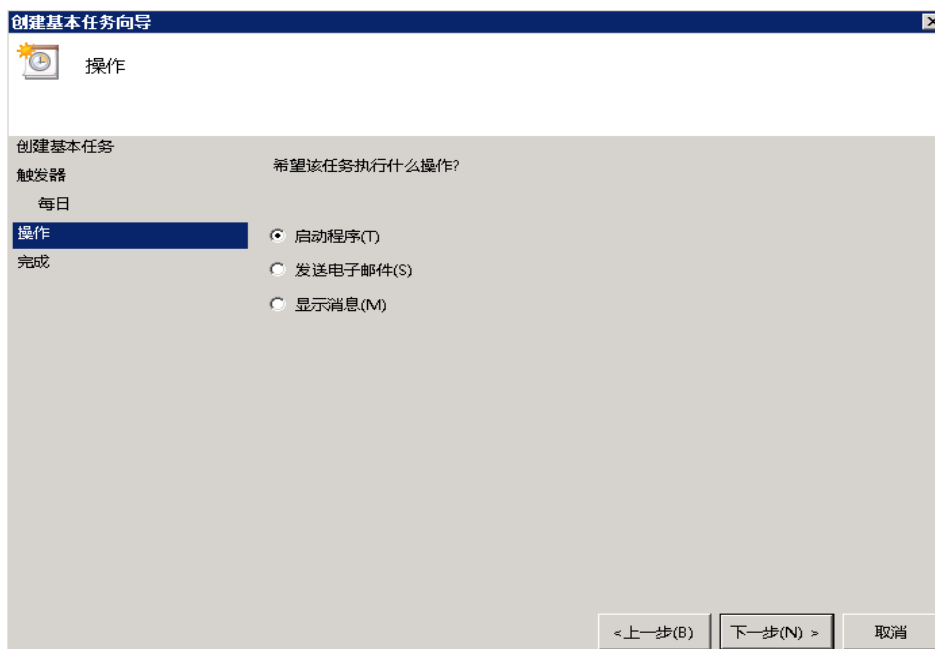 创建基本任务向导
操作
创建基本任务
触发器
每日
操作
完成
希望该任务执行什么操作?
启动程序(T)
发送电子邮件(S)
显示消息(M)
<上一步(B)
下一步(N) >
取消